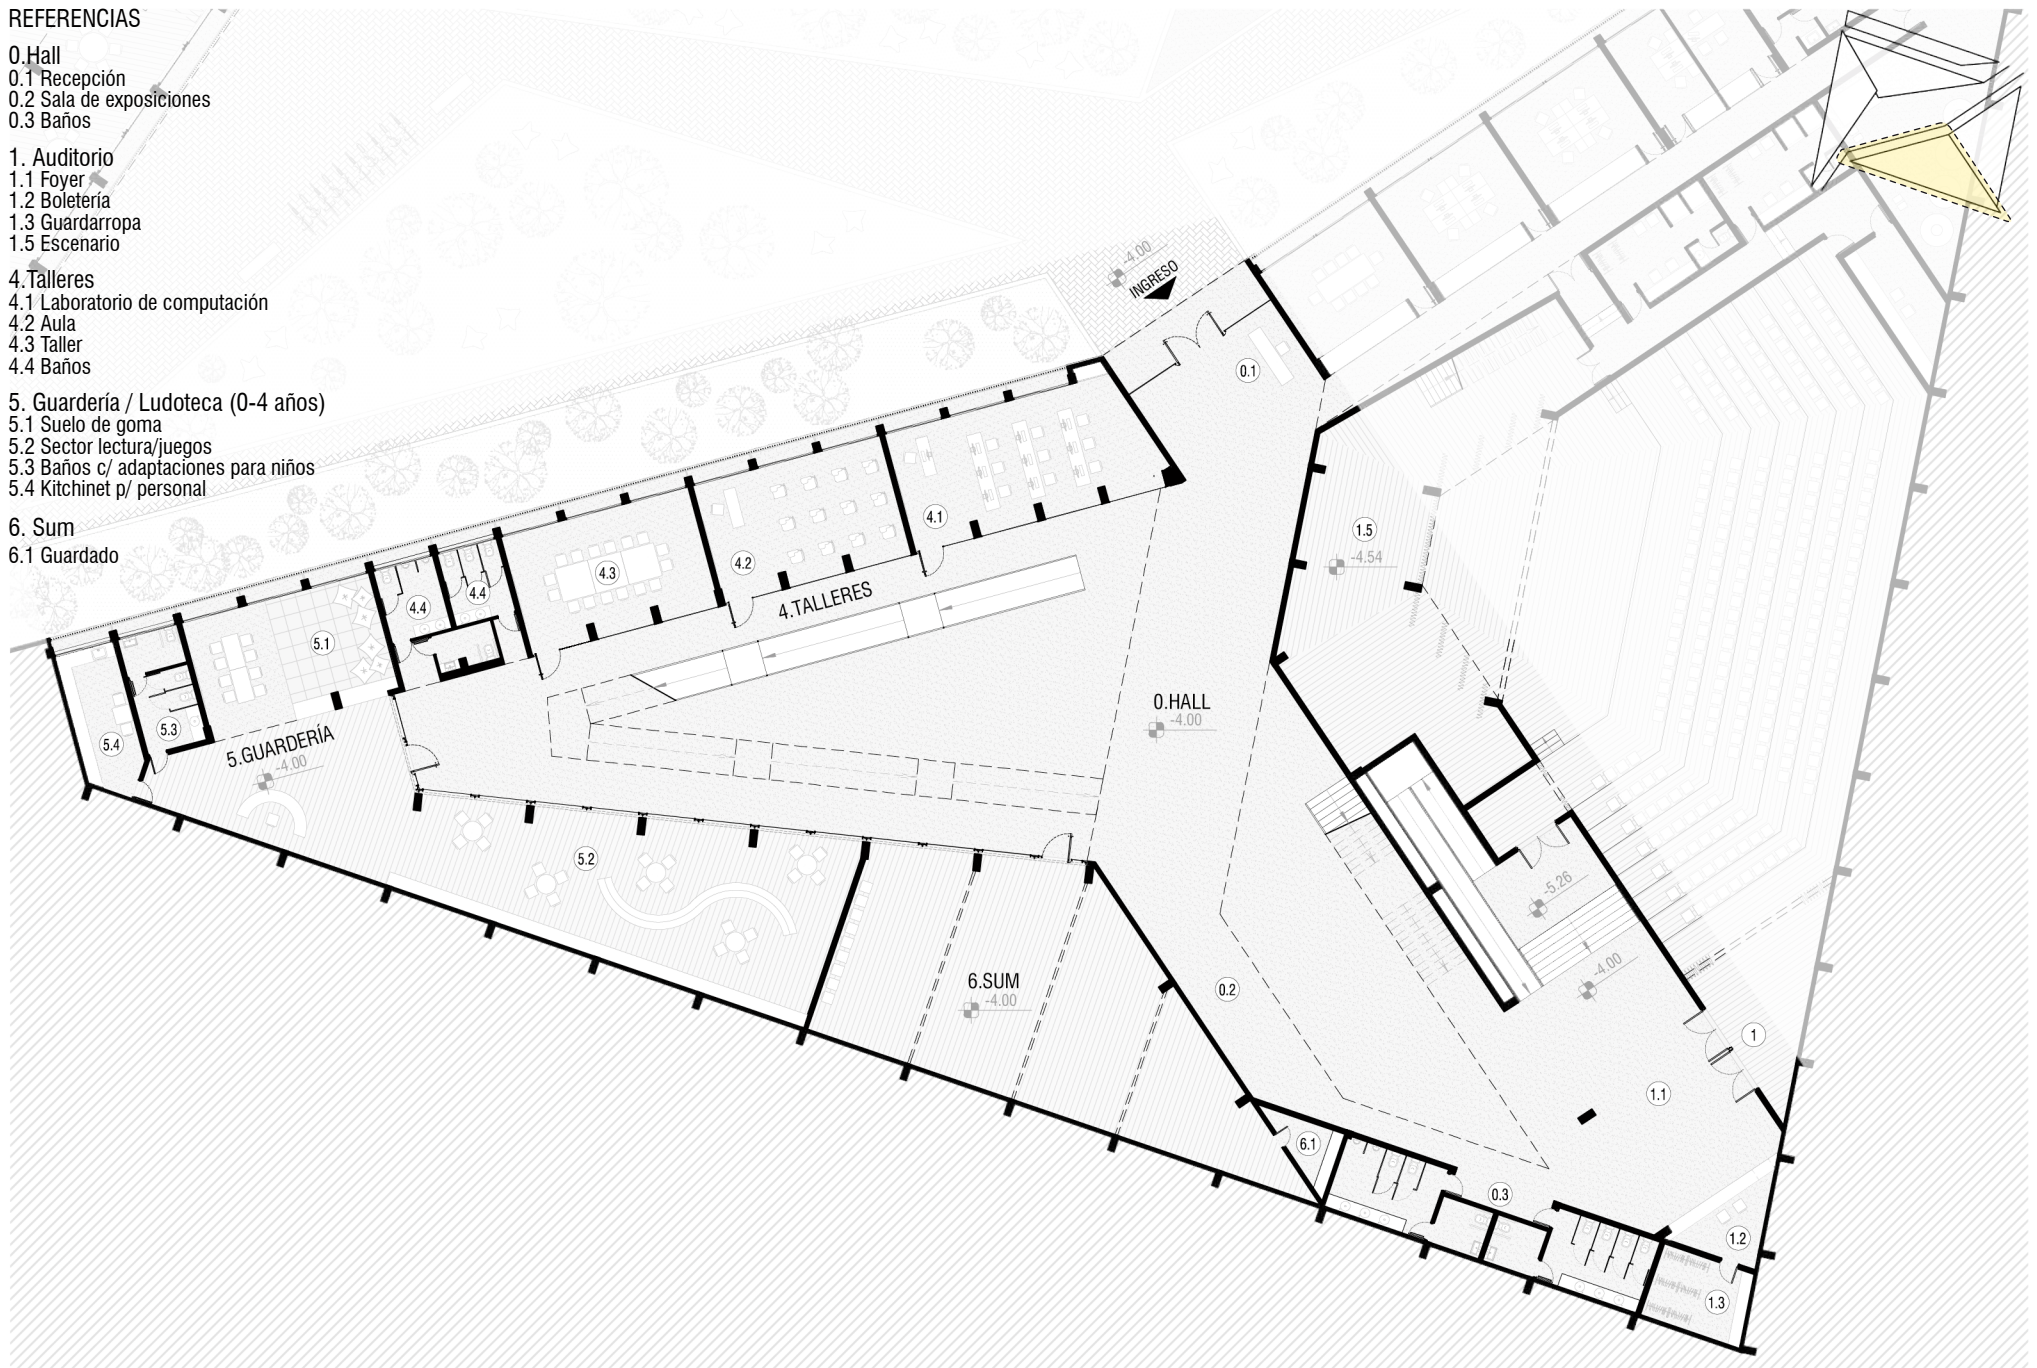 REFERENCIAS
0.Hall
0.1 Recepción
0.2 Sala de exposiciones
0.3 Baños
1. Auditorio
1.1 Foyer
1.2 Boletería
1.3 Guardarropa
1.5 Escenario
4.Talleres
4.1 Laboratorio de computación
4.2 Aula
4.3 Taller
4.4 Baños
5. Guardería / Ludoteca (0-4 años)
5.1 Suelo de goma
5.2 Sector lectura/juegos
5.3 Baños c/ adaptaciones para niños
5.4 Kitchinet p/ personal
6. Sum
6.1 Guardado
-4.00
INGRESO
0.1
4.1
1.5
-4.54
4.2
4.3
4.4
4.4
4.TALLERES
5.1
0.HALL
-4.00
5.3
5.4
5.GUARDERÍA
-4.00
5.2
-5.26
6.SUM
-4.00
0.2
-4.00
1
1.1
6.1
0.3
1.2
1.3